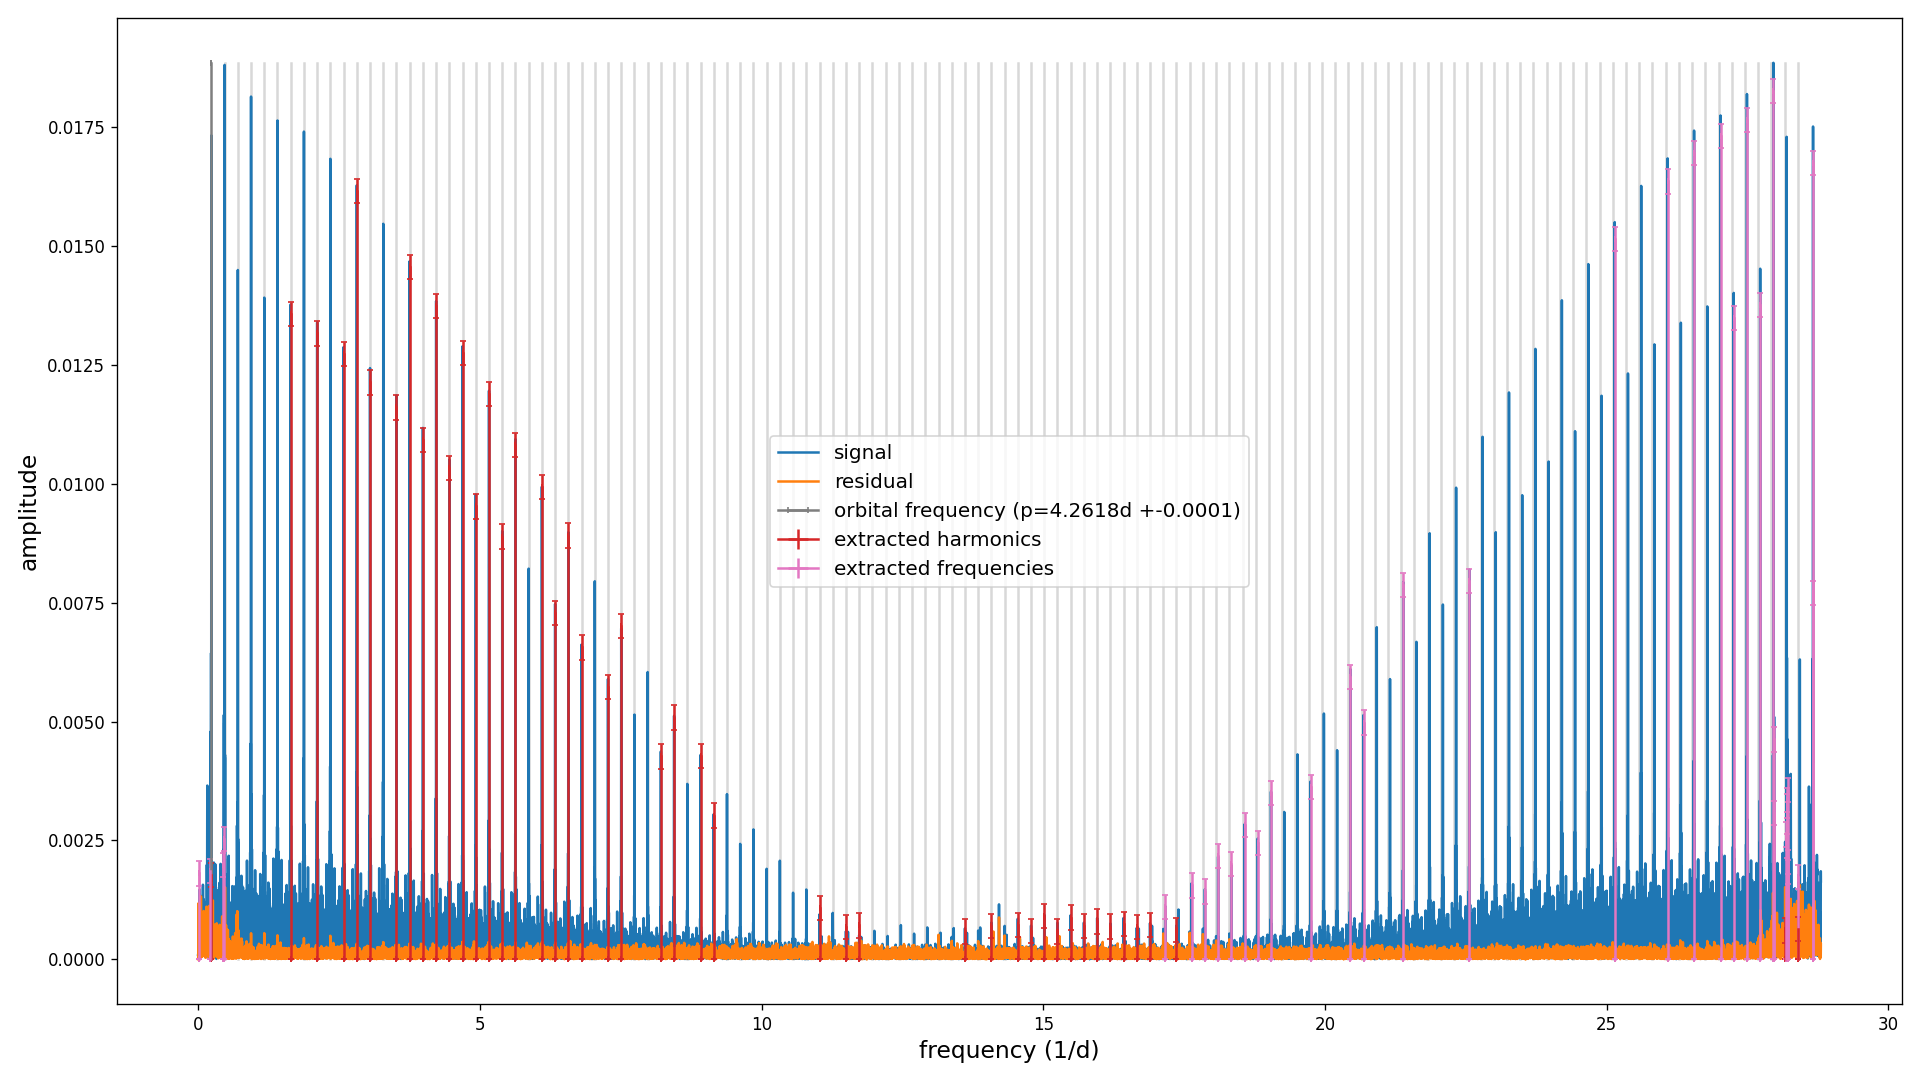 0.0175
0.0150
0.0125
0.0100
0.0075
0.0050
0.0025
0.0000
amplitude
signal
residual
orbital frequency (p=4.2618d +-0.0001)
extracted harmonics
extracted frequencies
0 5 10 15 20 25 30
frequency (1/d)